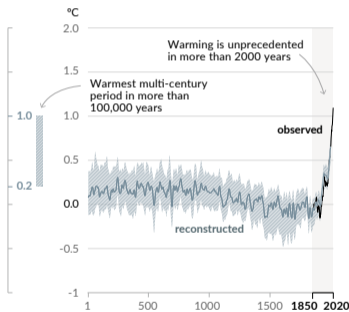 °C
2.0
Warming is unprecedented
in more than 2000 years
1.5
Warmest multi-century
period in more than
100,000 years
1.0
1.0
observed
0.5
0.2
0.0
reconstructed
-0.5
-1
1
500
1000
1500
1850
2020